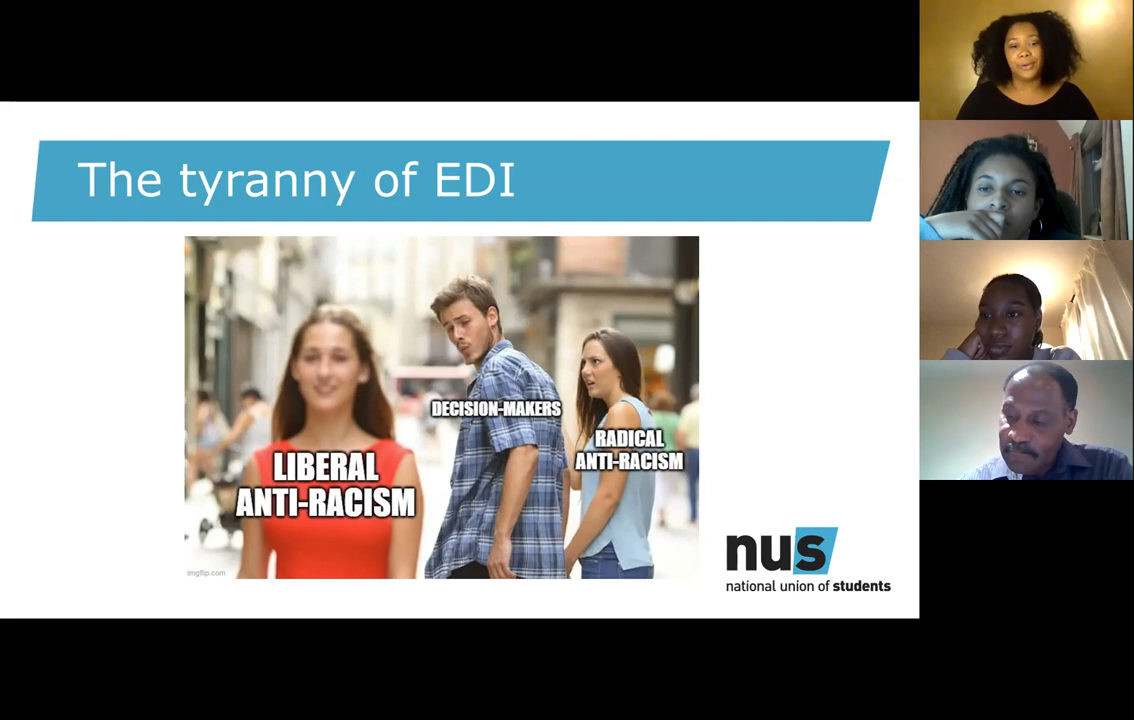 The tyranny of EDI
DECISION-MAKERS
RADICAL
ANTI-RACISM
LIBERAL
ANTI-RACISM
imgflip.com
nus
national union of students